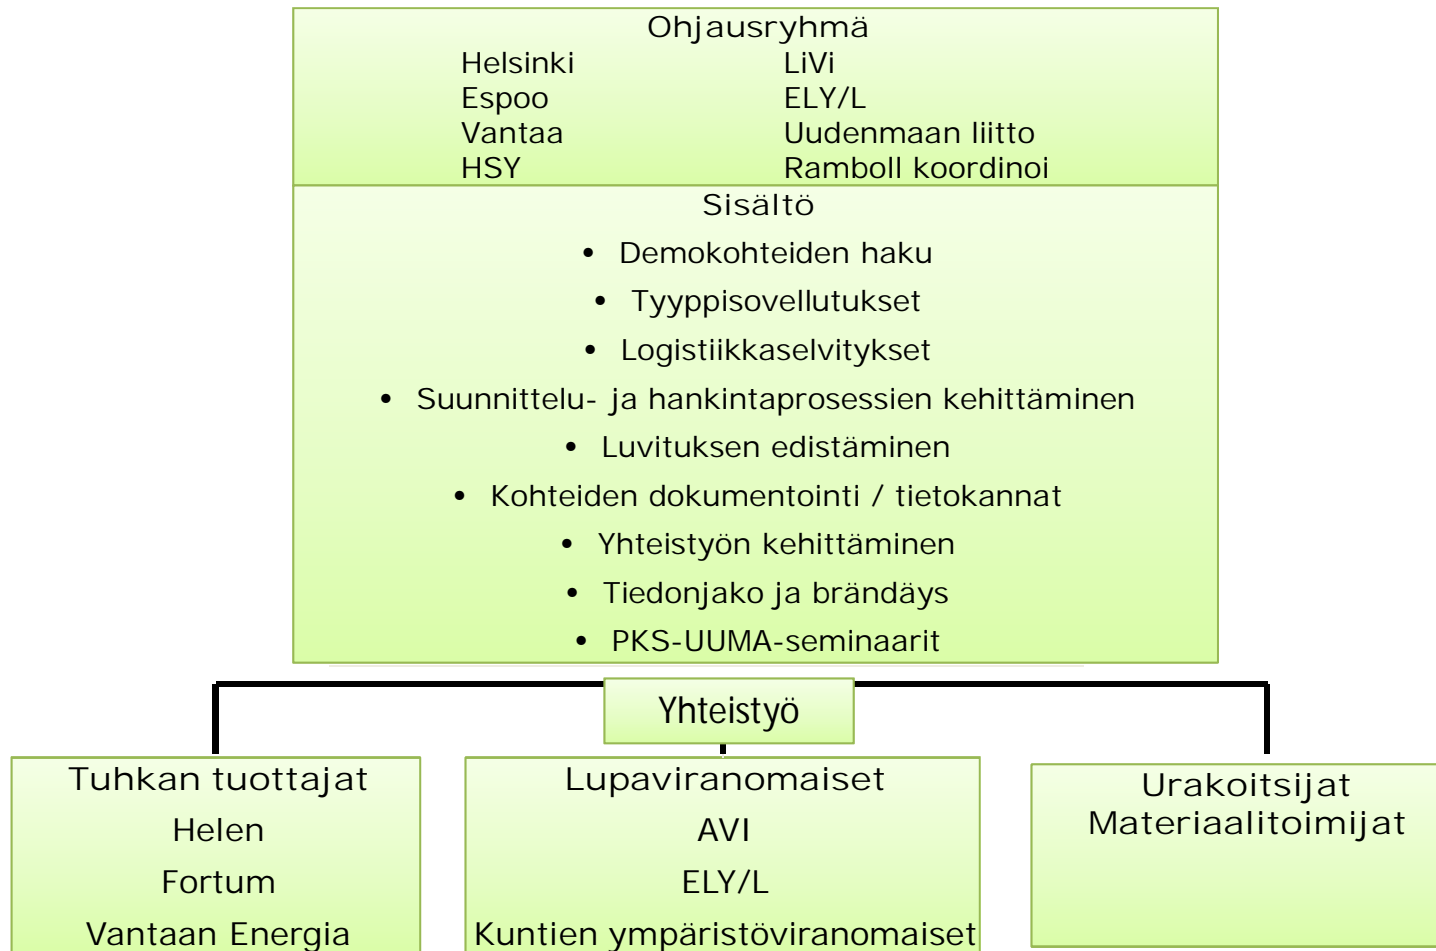 Ohjausryhmä
Helsinki LiVi
Espoo ELY/L
Vantaa Uudenmaan liitto
HSY Ramboll koordinoi
Sisältö
• Demokohteiden haku
• Tyyppisovellutukset
• Logistiikkaselvitykset
• Suunnittelu- ja hankintaprosessien kehittäminen
• Luvituksen edistäminen
• Kohteiden dokumentointi / tietokannat
• Yhteistyön kehittäminen
• Tiedonjako ja brändäys
• PKS-UUMA-seminaarit
Yhteistyö
Tuhkan tuottajat
Helen
Fortum
Vantaan Energia
Lupaviranomaiset
AVI
ELY/L
Kuntien ympäristöviranomaiset
Urakoitsijat
Materiaalitoimijat